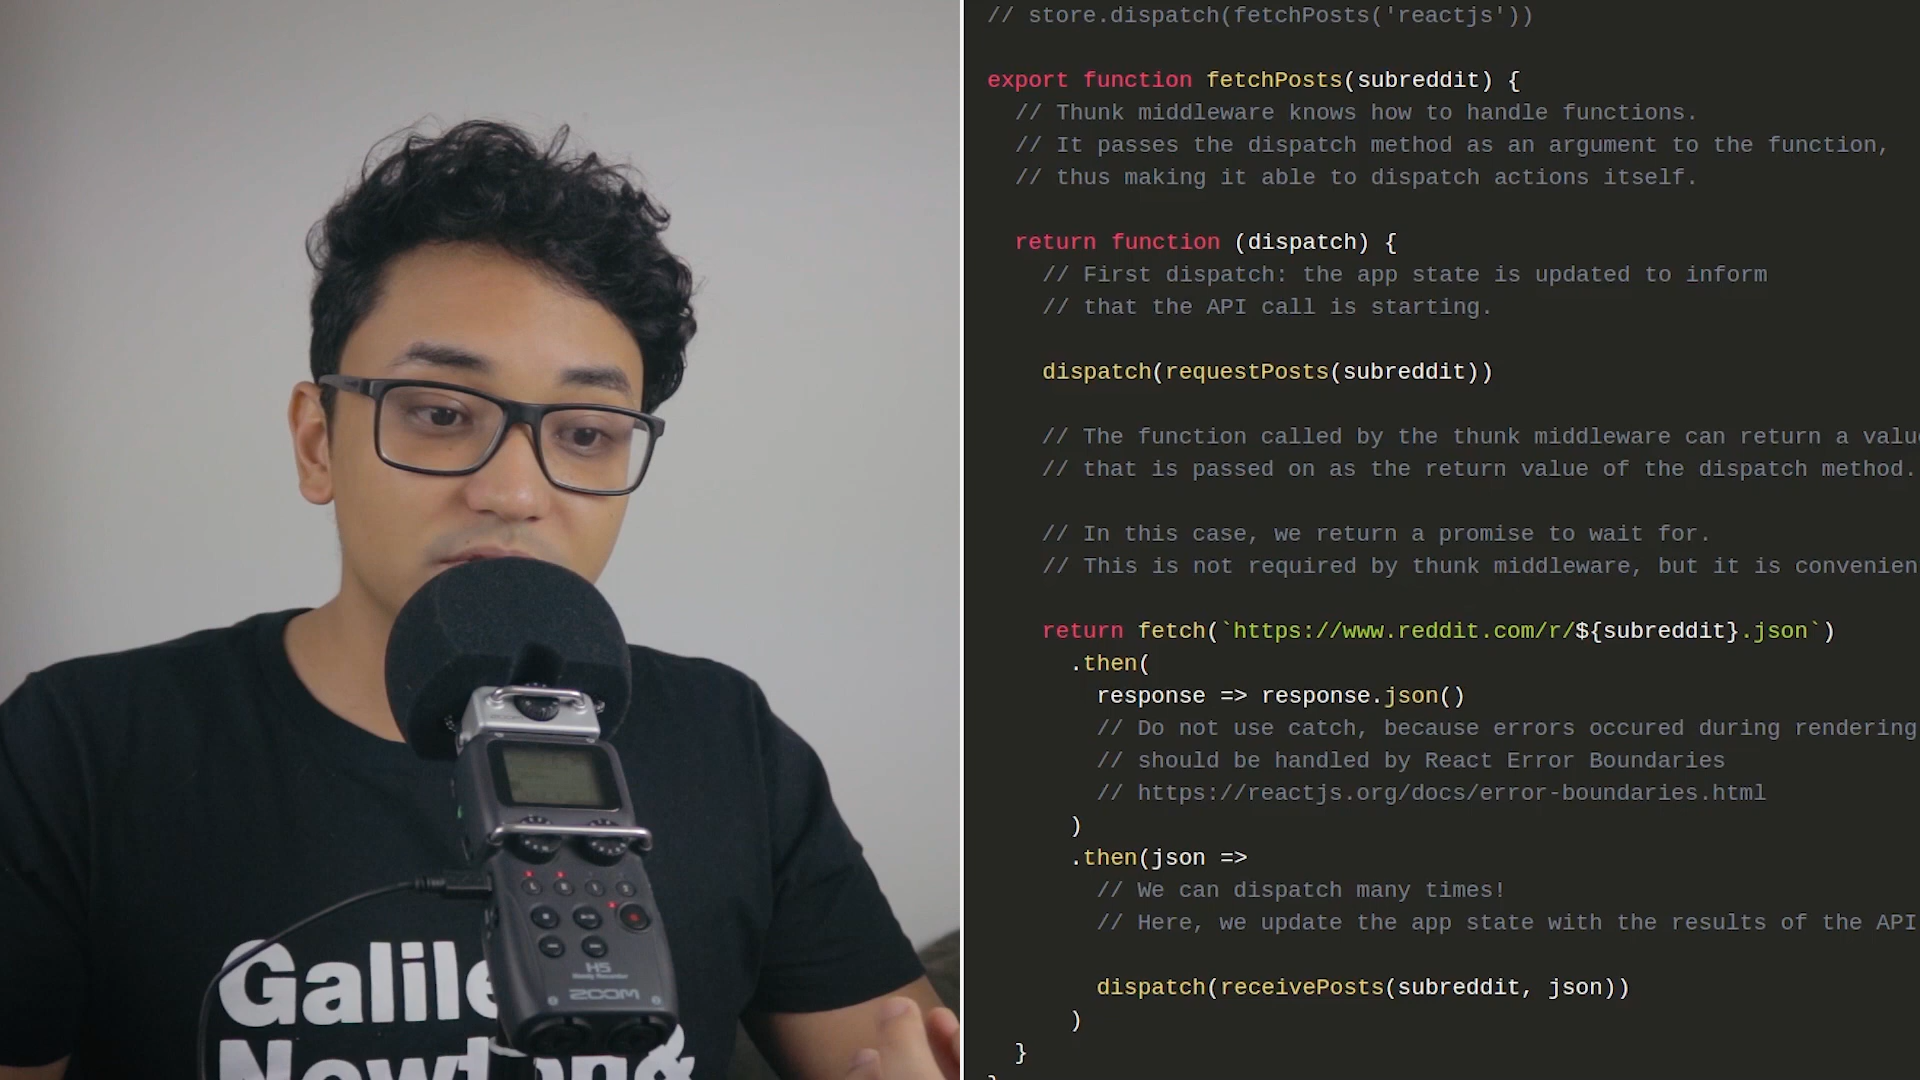 Galile
Newton&
H5
Handy Recorder
ZOOM
// store.dispatch(fetchPosts('reactjs'))
export function fetchPosts(subreddit) {
// Thunk middleware knows how to handle functions.
// It passes the dispatch method as an argument to the function,
// thus making it able to dispatch actions itself.
return function (dispatch) {
// First dispatch: the app state is updated to inform
// that the API call is starting.
dispatch(requestPosts(subreddit))
// The function called by the thunk middleware can return a valu
// that is passed on as the return value of the dispatch method.
// In this case, we return a promise to wait for.
// This is not required by thunk middleware, but it is convenien
return fetch(`https://www.reddit.com/r/${subreddit}.json`)
.then(
response => response.json()
// Do not use catch, because errors occured during rendering
// should be handled by React Error Boundaries
// https://reactjs.org/docs/error-boundaries.html
)
.then(json =>
// We can dispatch many times!
// Here, we update the app state with the results of the API
dispatch(receivePosts(subreddit, json))
)
}
}